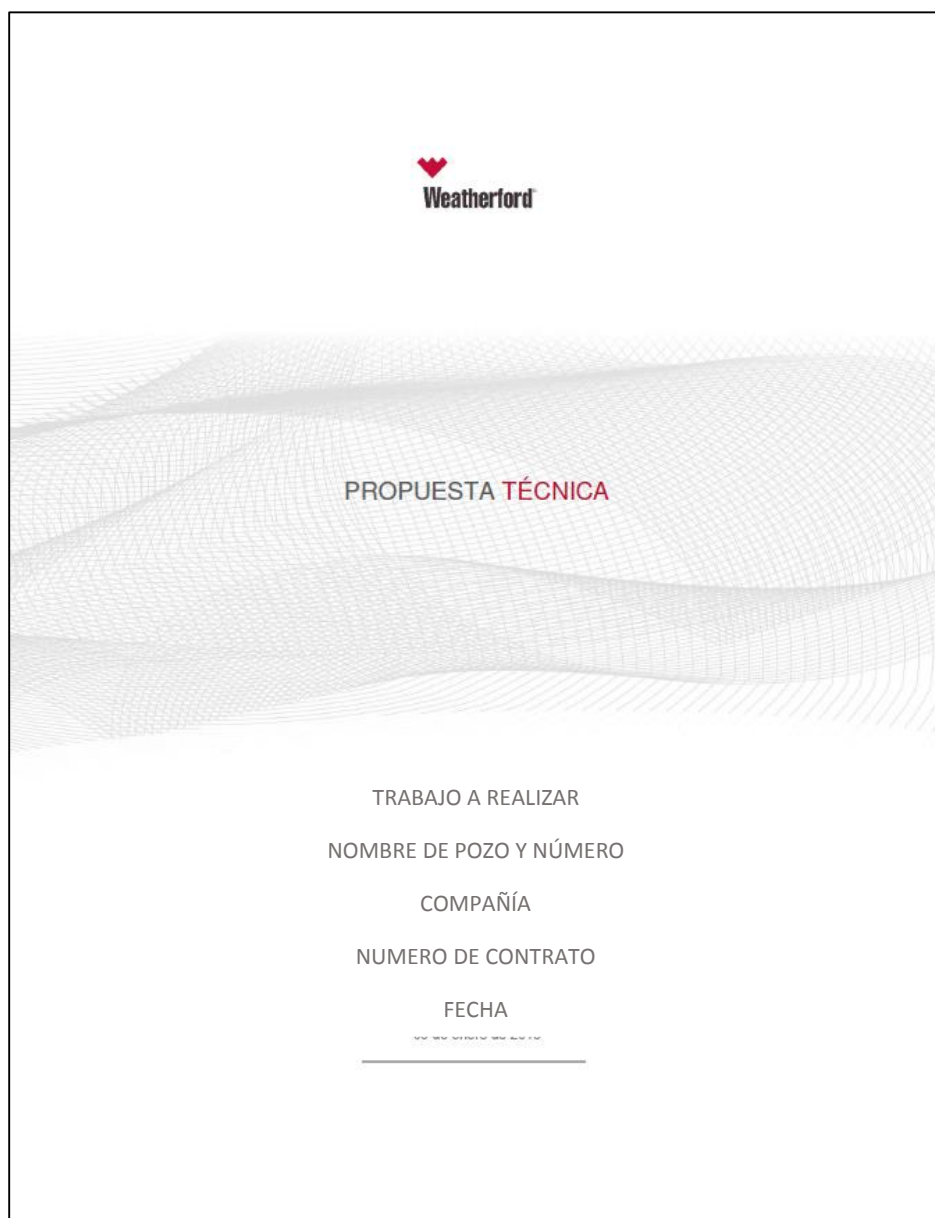 Weatherford
PROPUESTA TÉCNICA
TRABAJO A REALIZAR
NOMBRE DE POZO Y NÚMERO
COMPAÑÍA
NUMERO DE CONTRATO
FECHA